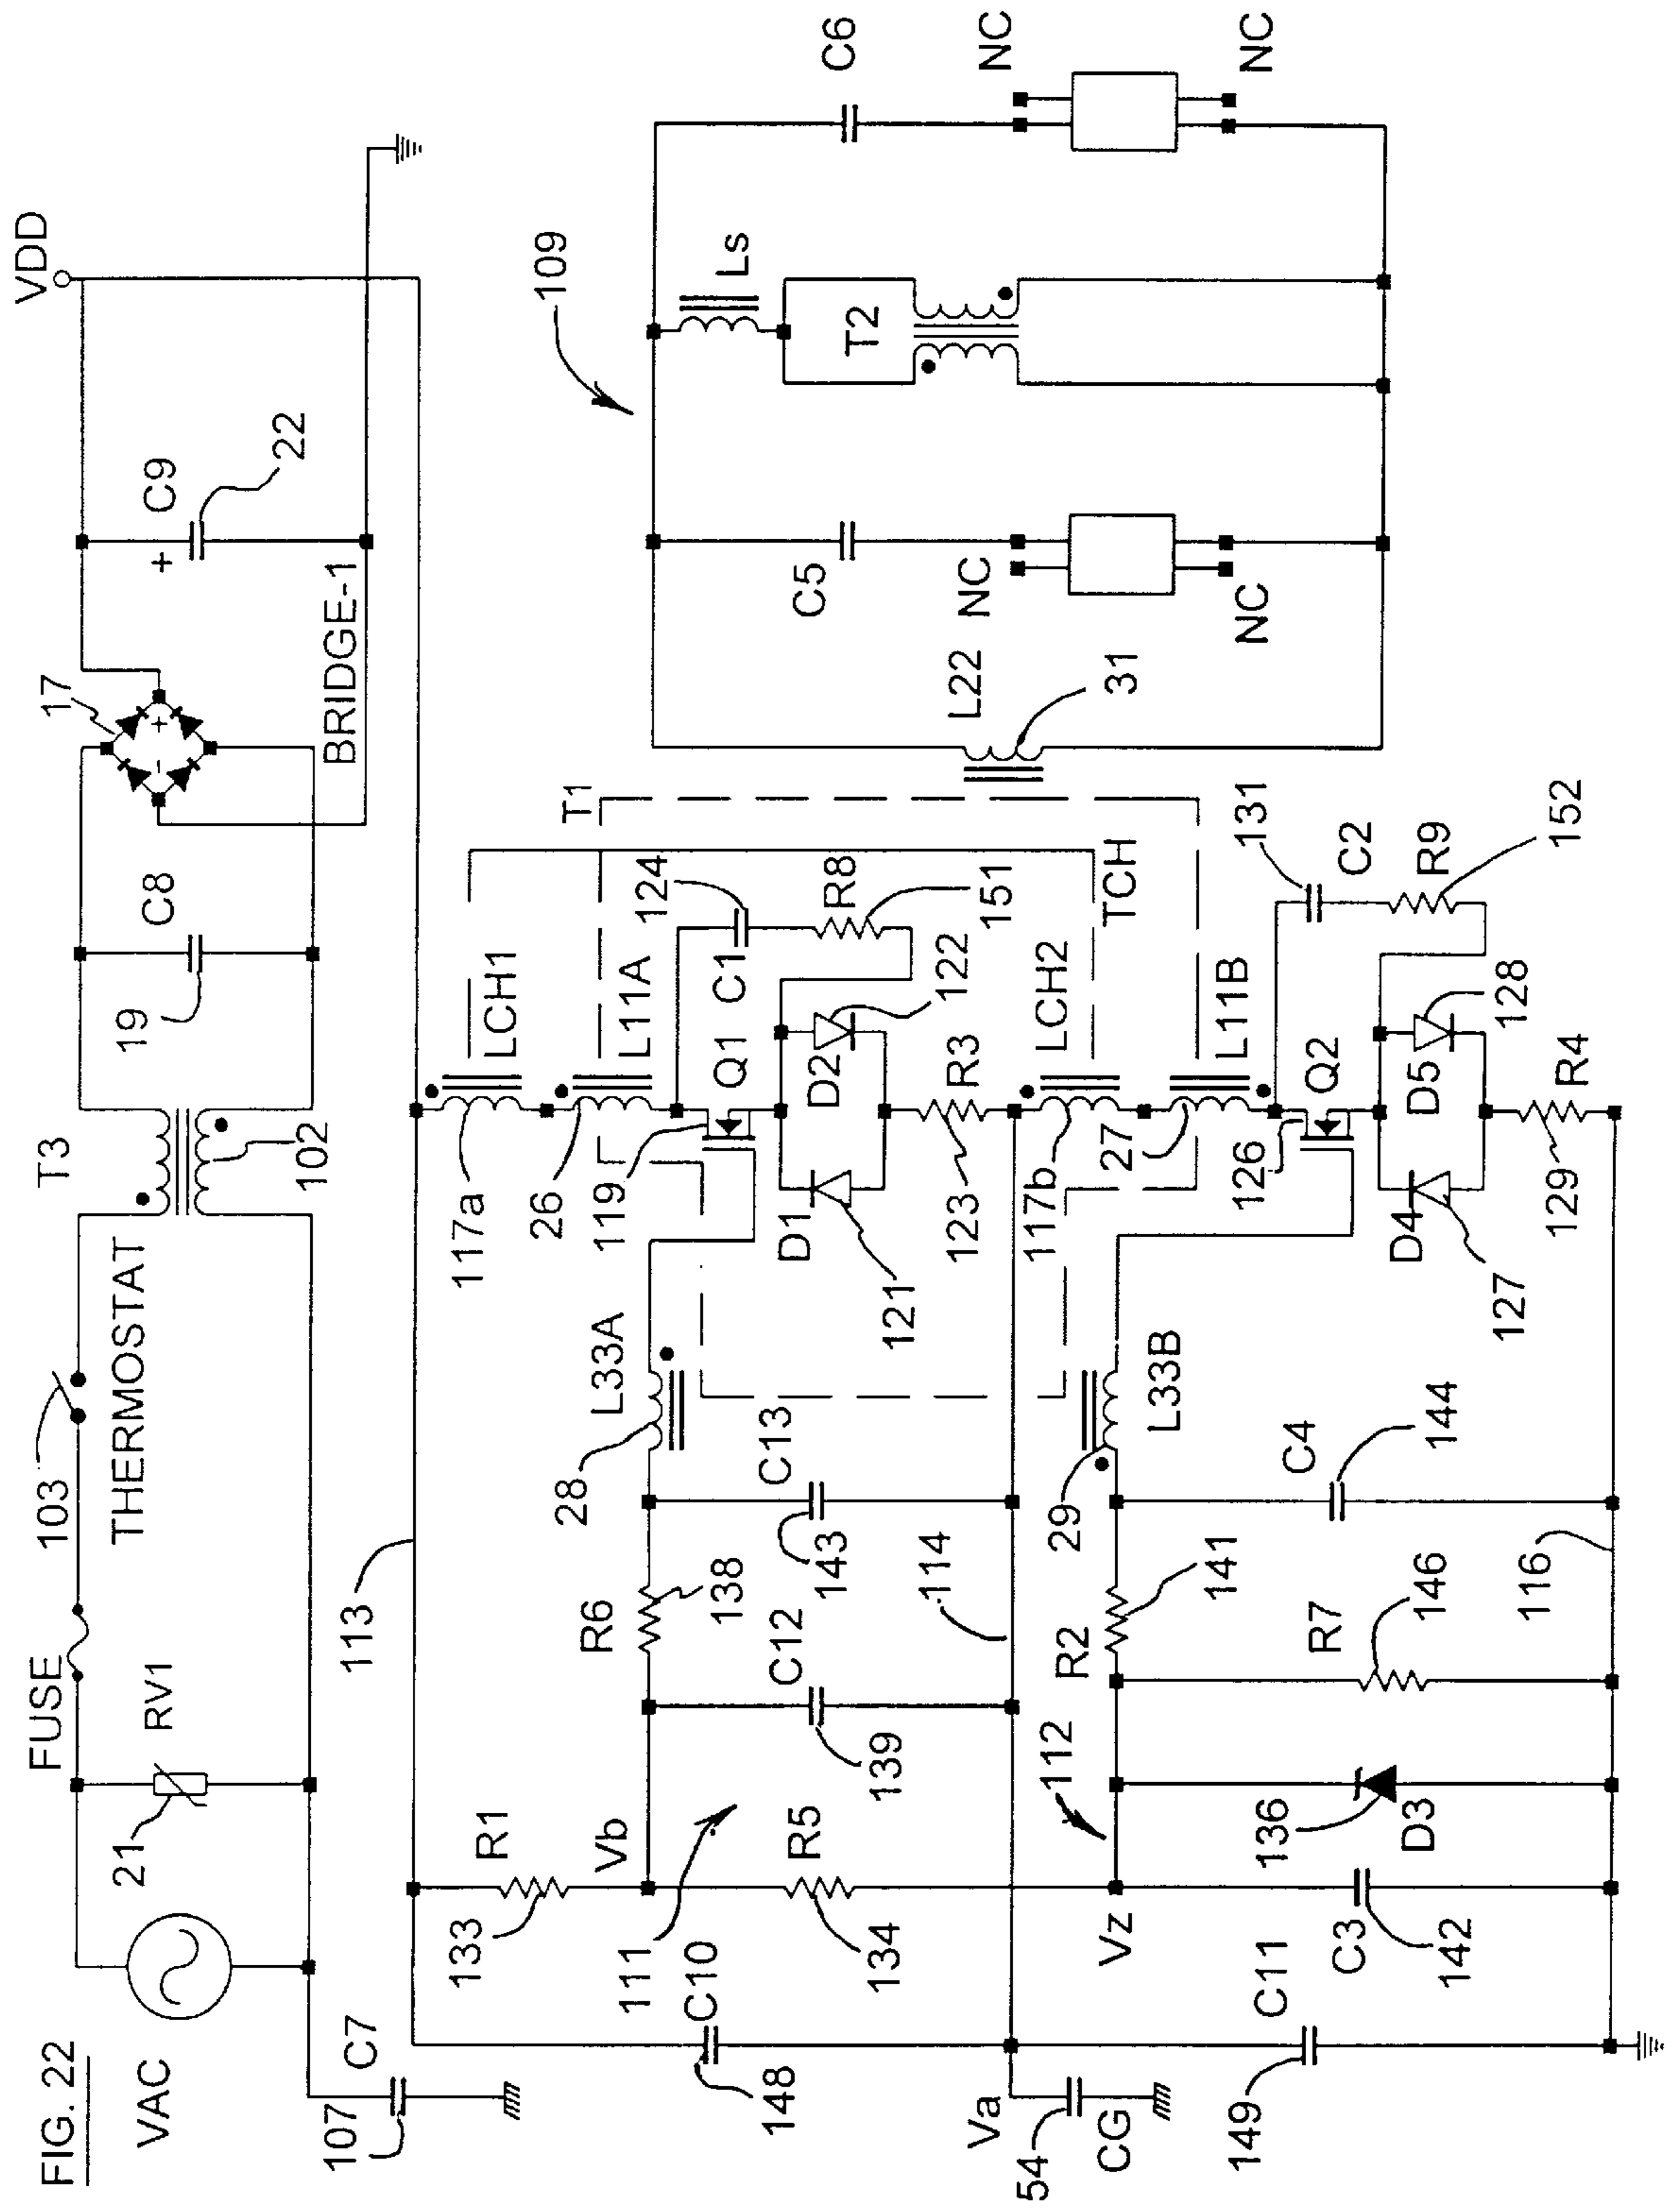 FIG. 22
VAC
FUSE
103
THERMOSTAT
T3
102
21
RV1
19
C8
17
BRIDGE-1
+
-
+
C9
22
VDD
107
C7
113
148
C10
133
R1
Vb
111
134
R5
R6
138
C12
139
C13
143
28
L33A
117a
LCH1
26
L11A
T1
119
Q1
C1
124
R8
151
D1
121
D2
122
123
R3
114
Va
54
CG
149
C11
Vz
112
C3
142
136
D3
R2
141
R7
146
C4
144
116
29
L33B
117b
LCH2
TCH
27
L11B
126
Q2
131
C2
R9
152
D4
127
D5
128
129
R4
109
L22
31
C5
NC
NC
T2
Ls
C6
NC
NC